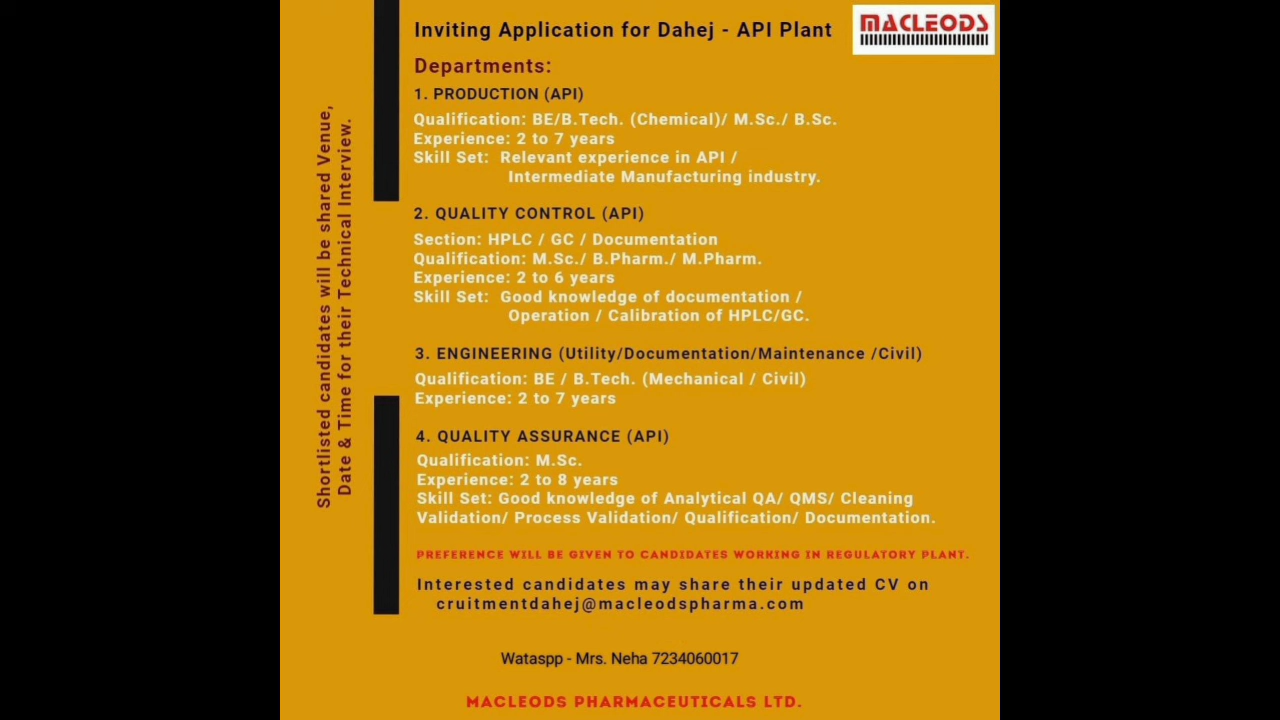 MACLEODS
Inviting Application for Dahej - API Plant
Departments:
1. PRODUCTION (API)
Qualification: BE/B.Tech. (Chemical)/ M.Sc./ B.Sc.
Experience: 2 to 7 years
Skill Set: Relevant experience in API /
Intermediate Manufacturing industry.
2. QUALITY CONTROL (API)
Section: HPLC / GC / Documentation
Qualification: M.Sc./ B.Pharm./ M.Pharm.
Experience: 2 to 6 years
Skill Set: Good knowledge of documentation /
Operation / Calibration of HPLC/GC.
3. ENGINEERING (Utility/Documentation/Maintenance /Civil)
Qualification: BE / B.Tech. (Mechanical / Civil)
Experience: 2 to 7 years
4. QUALITY ASSURANCE (API)
Qualification: M.Sc.
Experience: 2 to 8 years
Skill Set: Good knowledge of Analytical QA/ QMS/ Cleaning
Validation/ Process Validation/ Qualification/ Documentation.
PREFERENCE WILL BE GIVEN TO CANDIDATES WORKING IN REGULATORY PLANT.
Interested candidates may share their updated CV on
cruitmentdahej@macleodspharma.com
Wataspp - Mrs. Neha 7234060017
MACLEODS PHARMACEUTICALS LTD.
Shortlisted candidates will be shared Venue,
Date & Time for their Technical Interview.